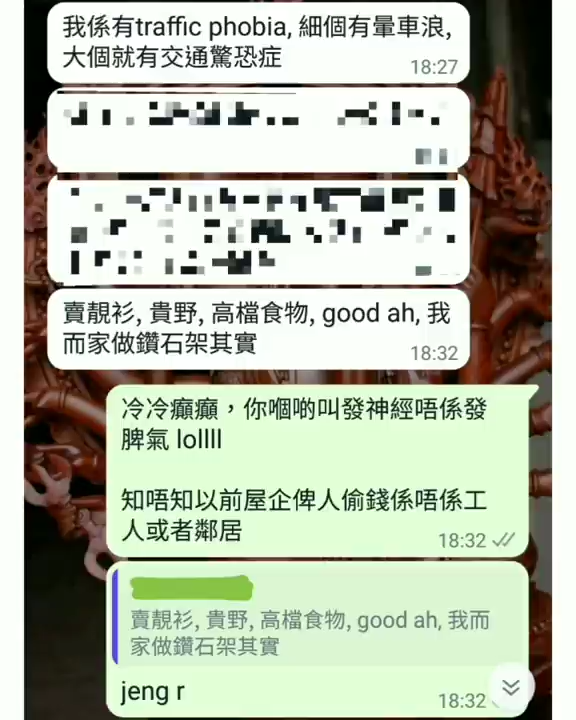 我係有traffic phobia, 細個有暈車浪,
大個就有交通驚恐症
18:27
賣靚衫, 貴野, 高檔食物, good ah, 我
而家做鑽石架其實
18:32
冷冷癲癲，你嗰啲叫發神經唔係發
脾氣 lollll
知唔知以前屋企俾人偷錢係唔係工
人或者鄰居
18:32
賣靚衫, 貴野, 高檔食物, good ah, 我而
家做鑽石架其實
jeng r
18:32